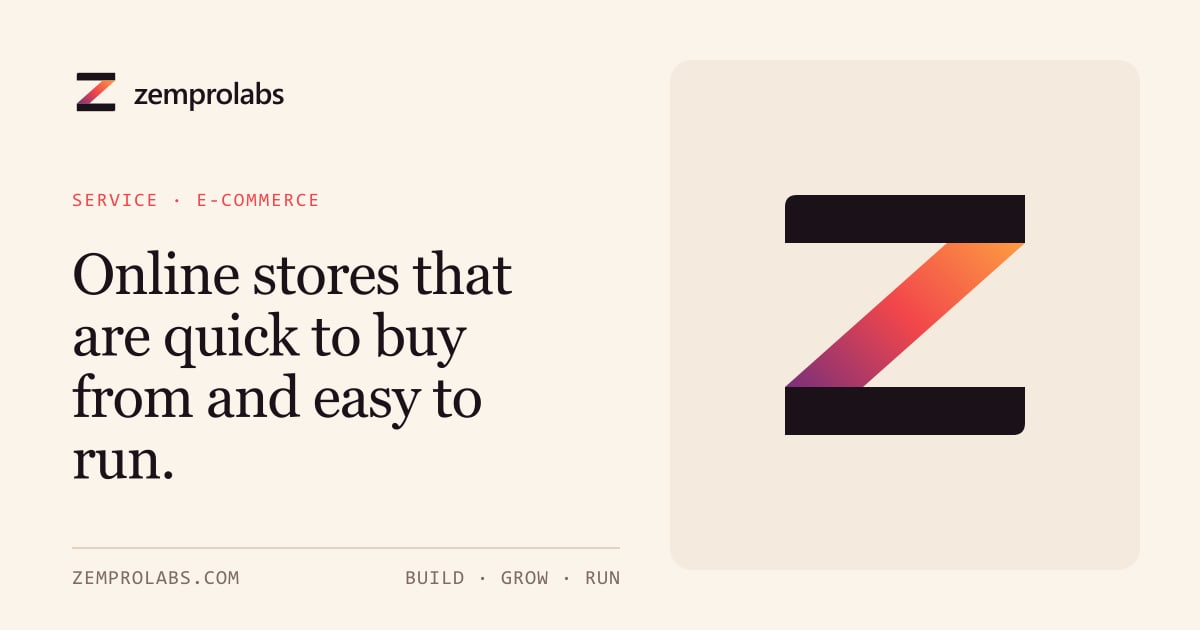 zemprolabs
SERVICE · E-COMMERCE
Online stores that
are quick to buy
from and easy to
run.
ZEMPROLABS.COM
BUILD · GROW · RUN